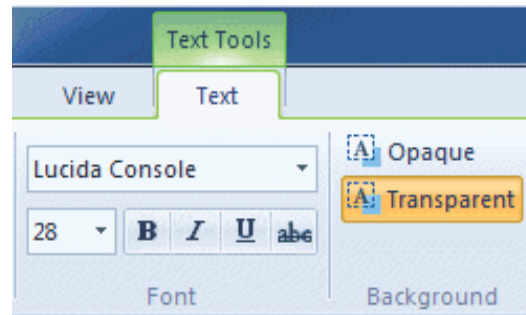 Text Tools
View Text
Lucida Console
A Opaque
A Transparent
28 B I U abc
Font Background